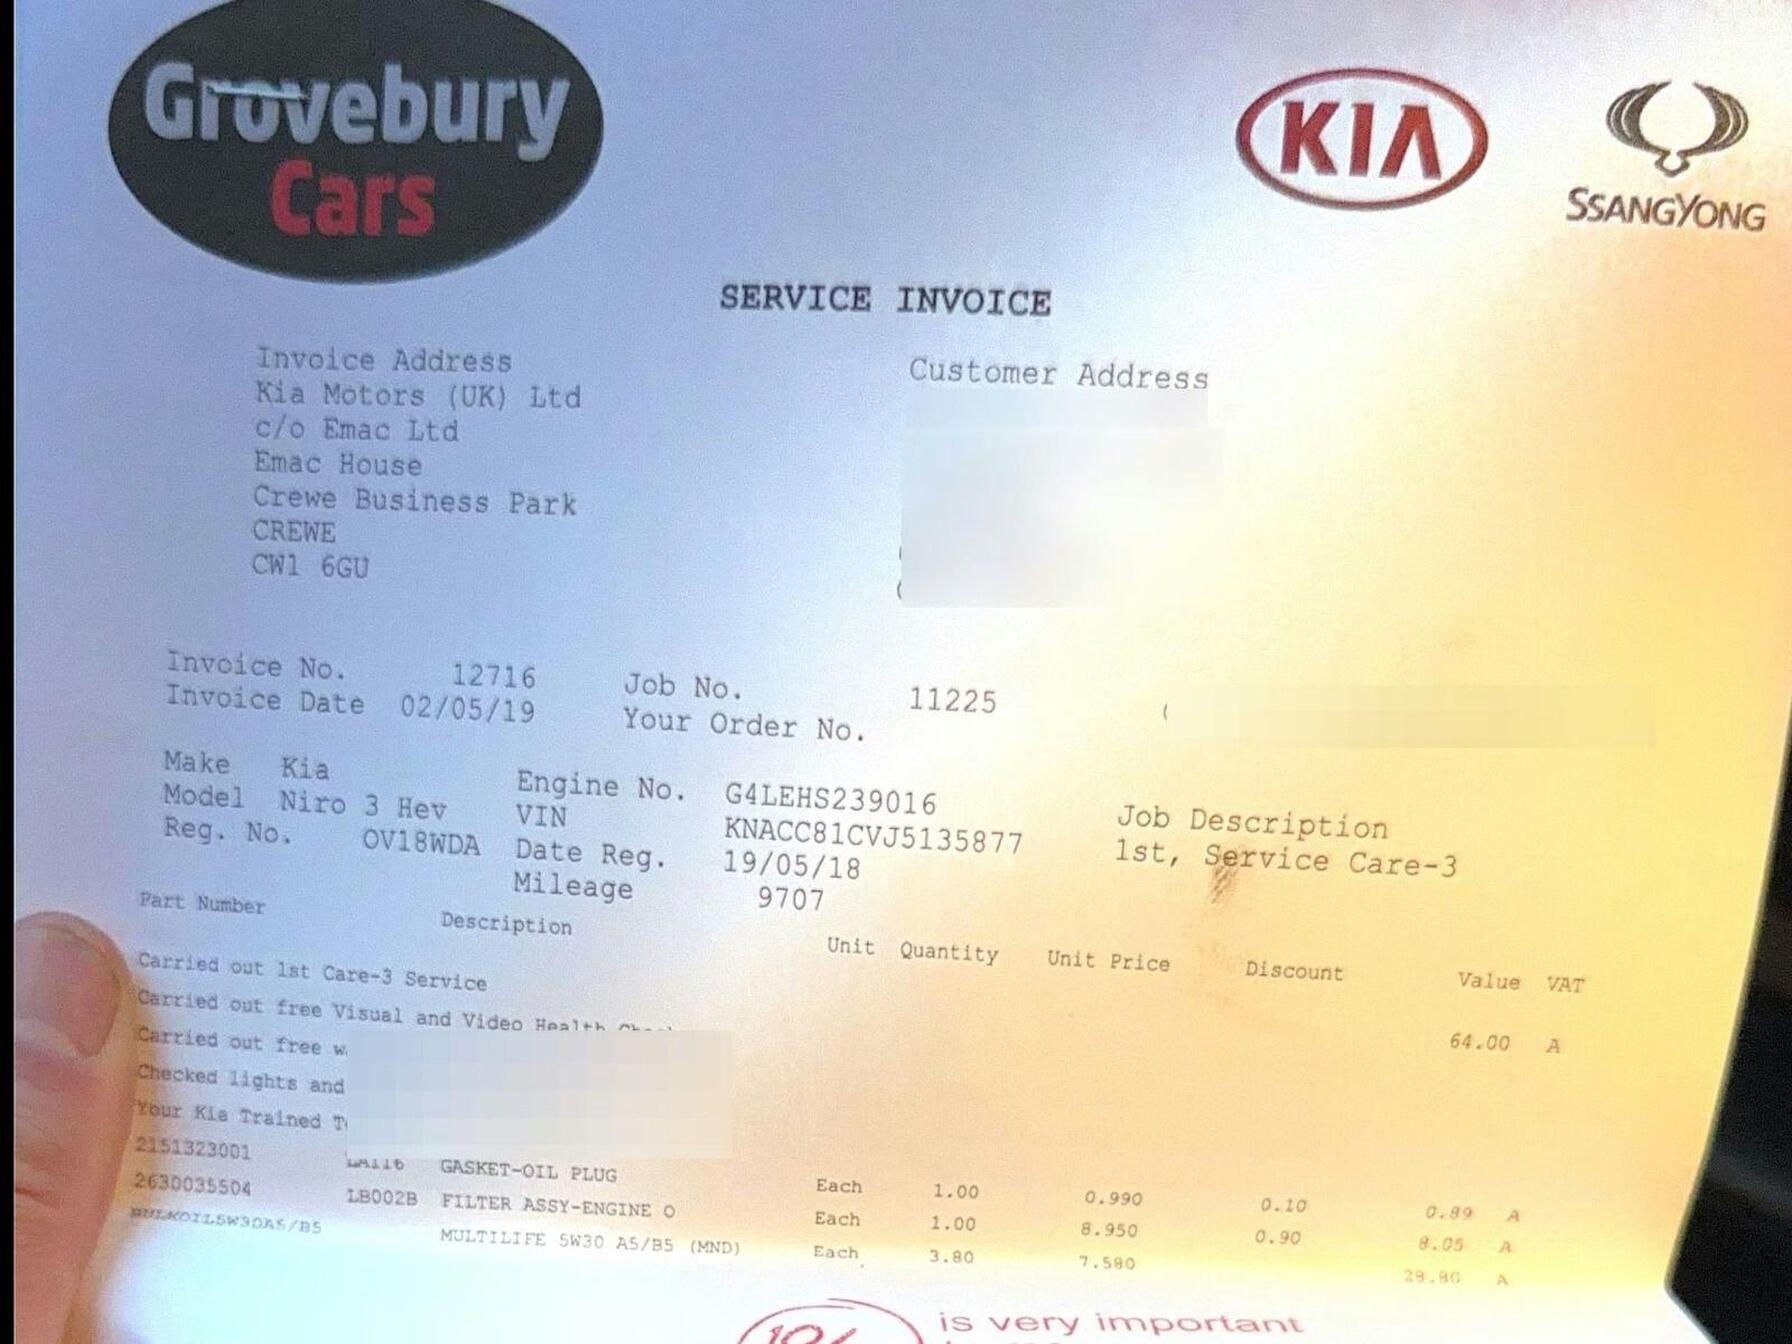 Grovebury
Cars
KIA
SSANGYONG
SERVICE INVOICE
Invoice Address
Kia Motors (UK) Ltd
c/o Emac Ltd
Emac House
Crewe Business Park
CREWE
CW1 6GU
Customer Address
Invoice No. 12716
Invoice Date 02/05/19
Job No. 11225
Your Order No.
Make Kia
Model Niro 3 Hev
Reg. No. OV18WDA
Engine No. G4LEHS239016
VIN KNACC81CVJ5135877
Date Reg. 19/05/18
Mileage 9707
Job Description
1st, Service Care-3
Part Number Description Unit Quantity Unit Price Discount Value VAT
Carried out 1st Care-3 Service 64.00 A
Carried out free Visual and Video Health
Carried out free
Checked lights and
Your Kia Trained
2151323001 LA116 GASKET-OIL PLUG Each 1.00 0.990 0.10 0.89 A
2630035504 LB002B FILTER ASSY-ENGINE O Each 1.00 8.950 0.90 8.05 A
BULKOIL5W30A5/B5 MULTILIFE 5W30 A5/B5 (MND) Each 3.80 7.580 28.80 A
is very important